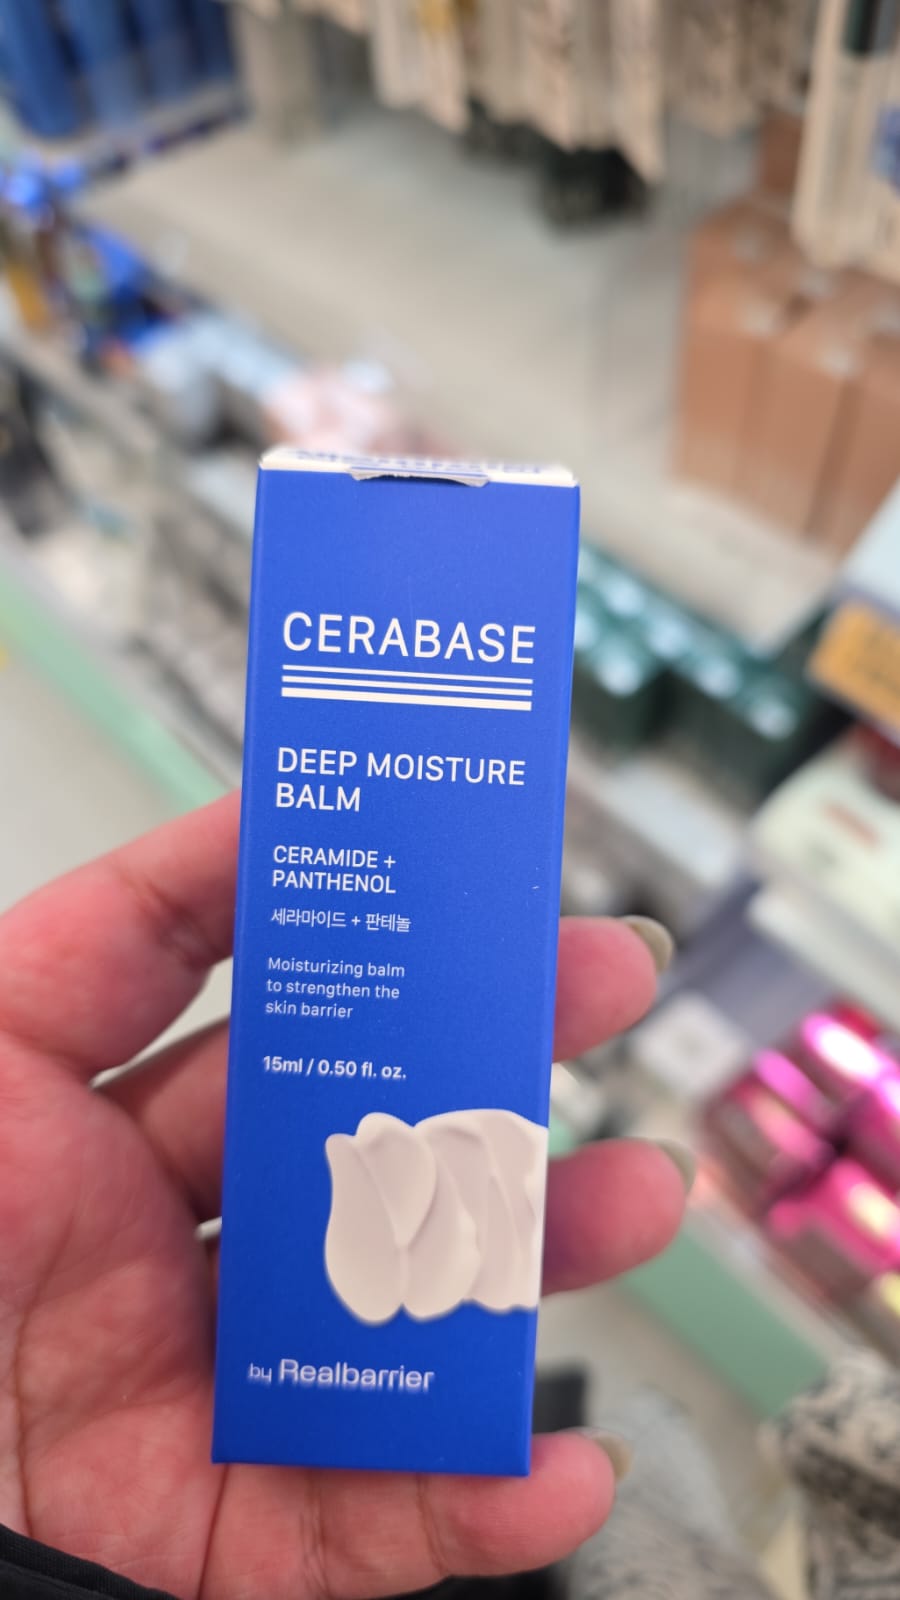 CERABASE
DEEP MOISTURE
BALM
CERAMIDE +
PANTHENOL
세라마이드 + 판테놀
Moisturizing balm
to strengthen the
skin barrier
15ml / 0.50 fl. oz.
by Realbarrier